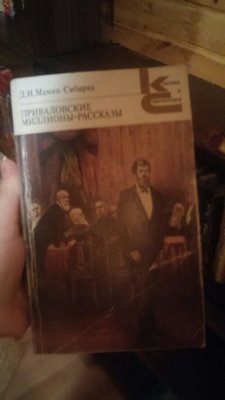 Д.Н.Мамин-Сибиряк
ПРИВАЛОВСКИЕ
МИЛЛИОНЫ·РАССКАЗЫ